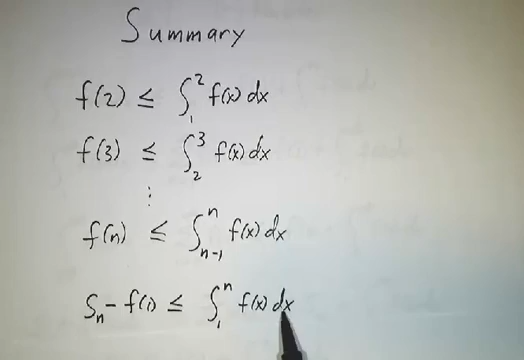 Summary
f(2) ≤ ∫₁² f(x) dx
f(3) ≤ ∫₂³ f(x) dx
⋮
f(n) ≤ ∫ₙ₋₁ⁿ f(x) dx
Sₙ - f(1) ≤ ∫₁ⁿ f(x) dx